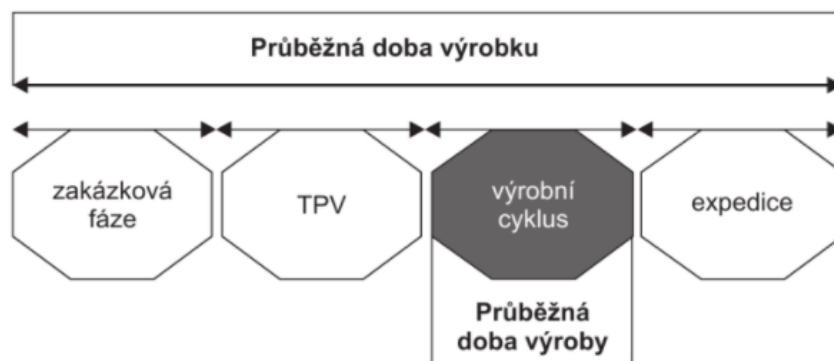 Průběžná doba výrobku
zakázková
fáze
TPV
výrobní
cyklus
expedice
Průběžná
doba výroby